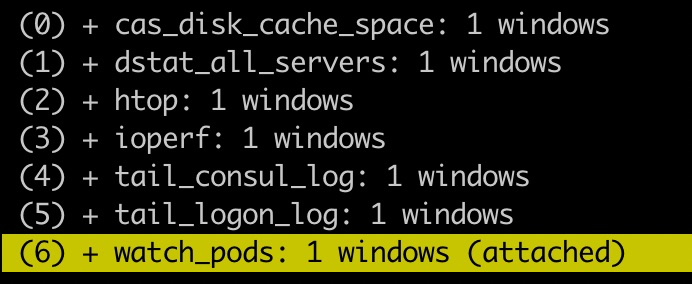 (0) + cas_disk_cache_space: 1 windows
(1) + dstat_all_servers: 1 windows
(2) + htop: 1 windows
(3) + ioperf: 1 windows
(4) + tail_consul_log: 1 windows
(5) + tail_logon_log: 1 windows
(6) + watch_pods: 1 windows (attached)